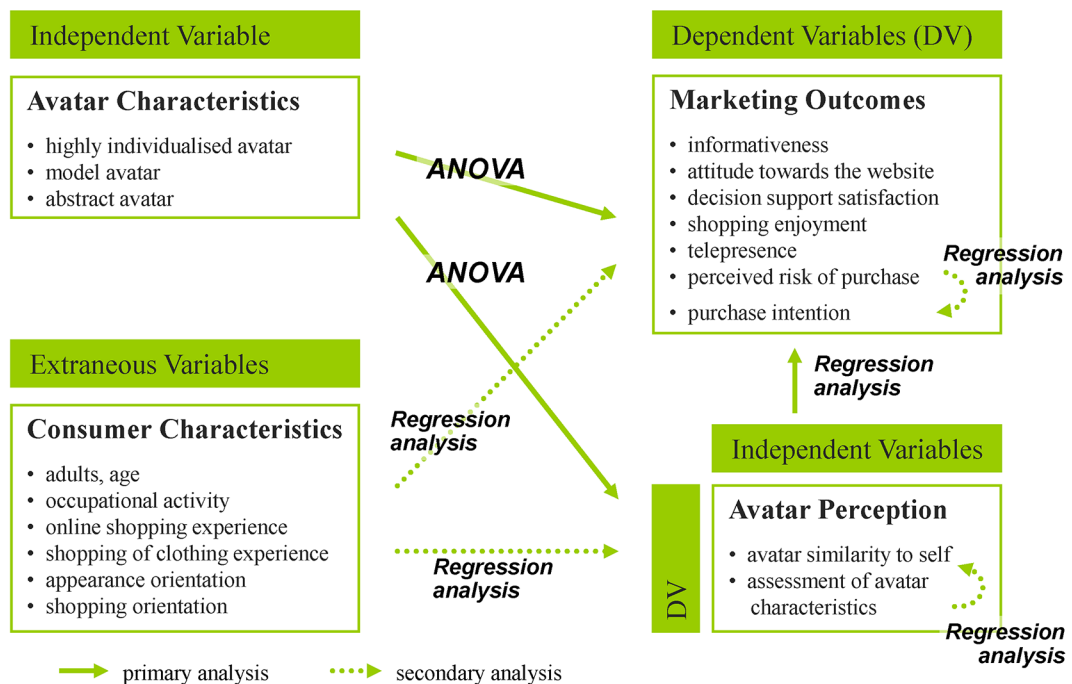 Independent Variable
Avatar Characteristics
• highly individualised avatar
• model avatar
• abstract avatar
Extraneous Variables
Consumer Characteristics
• adults, age
• occupational activity
• online shopping experience
• shopping of clothing experience
• appearance orientation
• shopping orientation
ANOVA
ANOVA
Regression
analysis
Regression
analysis
Dependent Variables (DV)
Marketing Outcomes
• informativeness
• attitude towards the website
• decision support satisfaction
• shopping enjoyment
• telepresence
• perceived risk of purchase
• purchase intention
Regression
analysis
Regression
analysis
Independent Variables
DV
Avatar Perception
• avatar similarity to self
• assessment of avatar
characteristics
Regression
analysis
primary analysis
secondary analysis